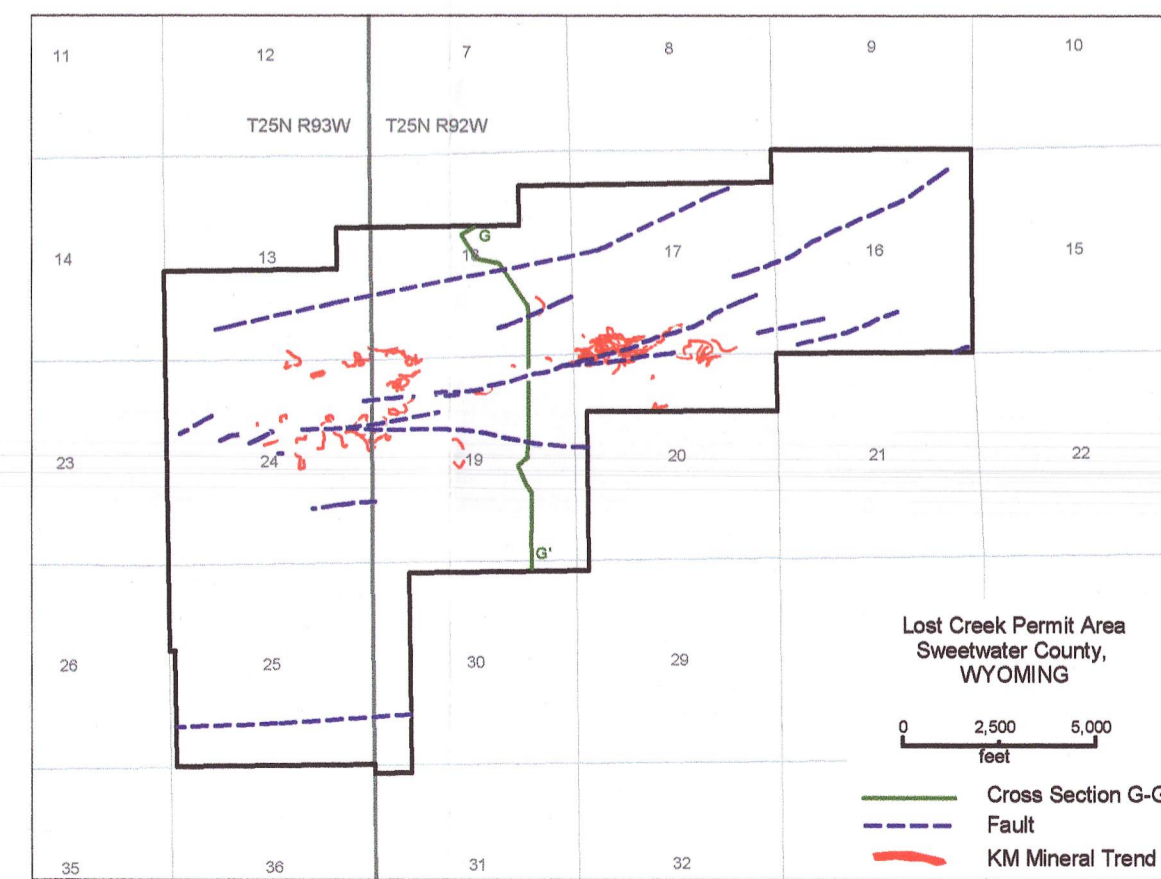 11 12 7 8 9 10
T25N R93W T25N R92W
14 13 18 17 16 15
G
23 24 19 20 21 22
G'
26 25 30 29
35 36 31 32
Lost Creek Permit Area
Sweetwater County,
WYOMING
0 2,500 5,000
feet
Cross Section G-G
Fault
KM Mineral Trend